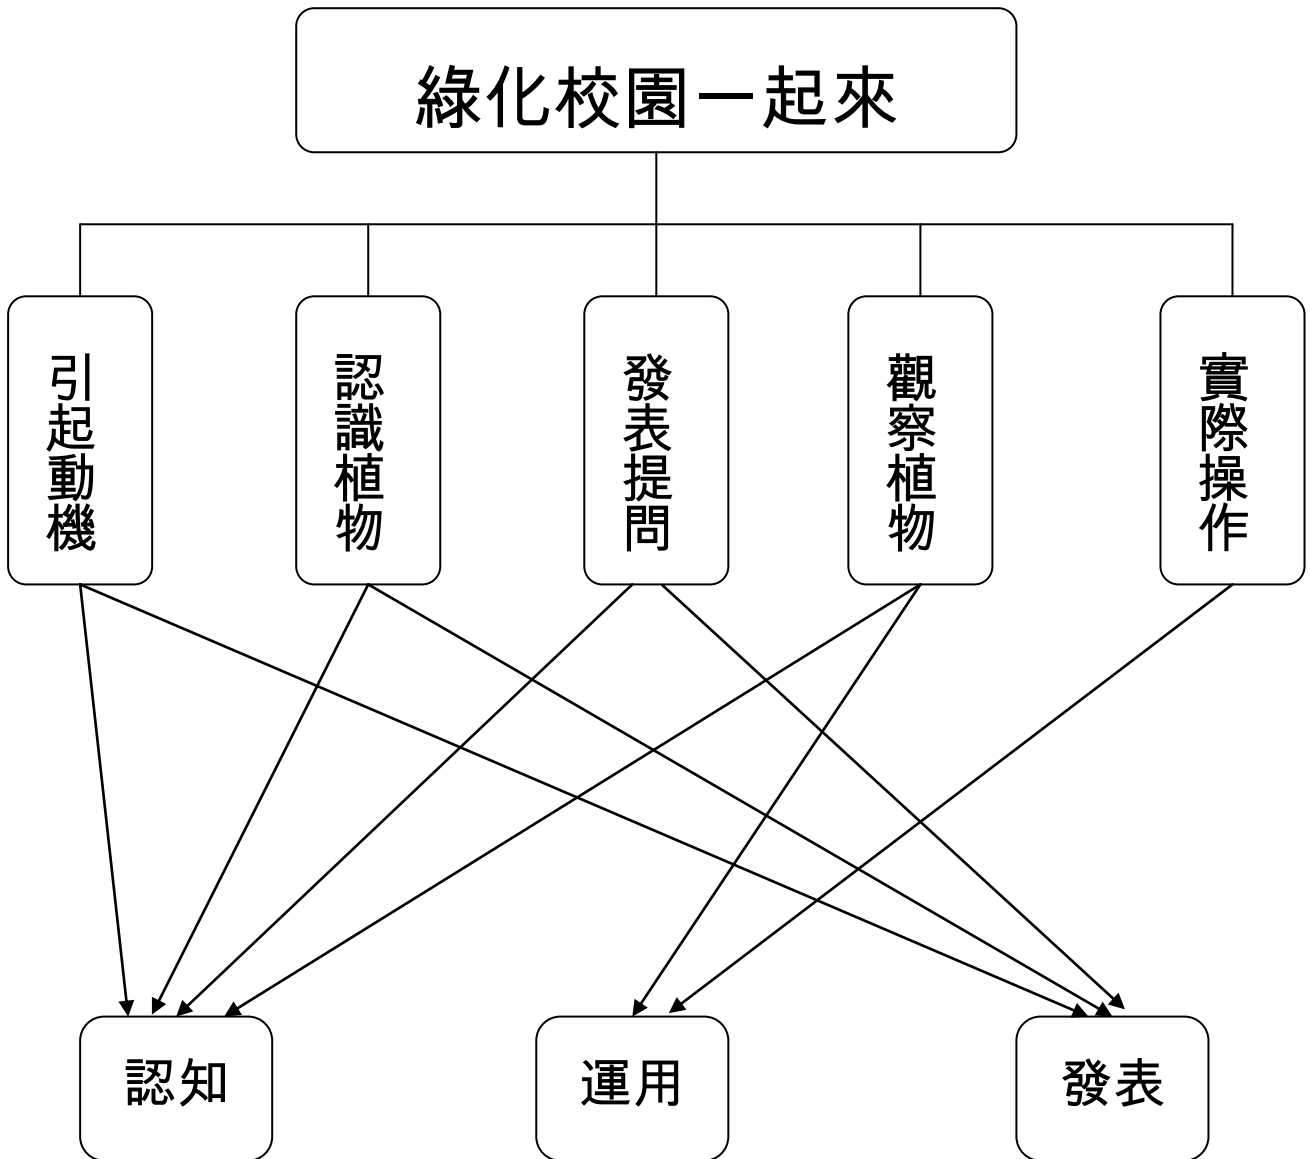 綠化校園一起來
引起動機
認識植物
發表提問
觀察植物
實際操作
認知
運用
發表